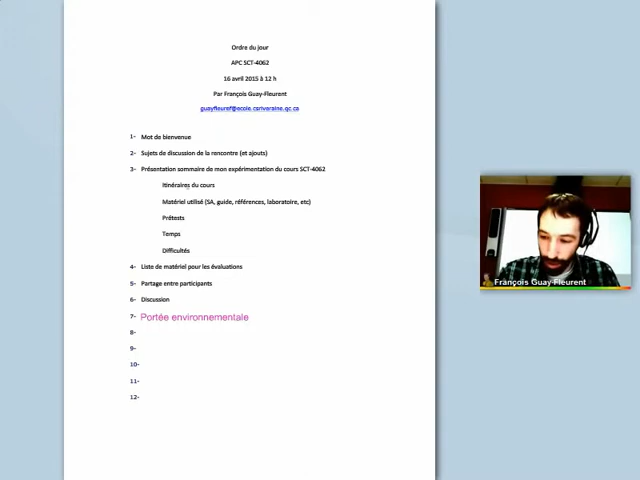 Ordre du jour
APC SCT-4062
16 avril 2015 à 12 h
Par François Guay-Fleurent
guayfleuref@ecole.csriveraine.qc.ca
1- Mot de bienvenue
2- Sujets de discussion de la rencontre (et ajouts)
3- Présentation sommaire de mon expérimentation du cours SCT-4062
Itinéraires du cours
Matériel utilisé (SA, guide, références, laboratoire, etc)
Prétests
Temps
Difficultés
4- Liste de matériel pour les évaluations
5- Partage entre participants
6- Discussion
7- Portée environnementale
8-
9-
10-
11-
12-
François Guay-Fleurent